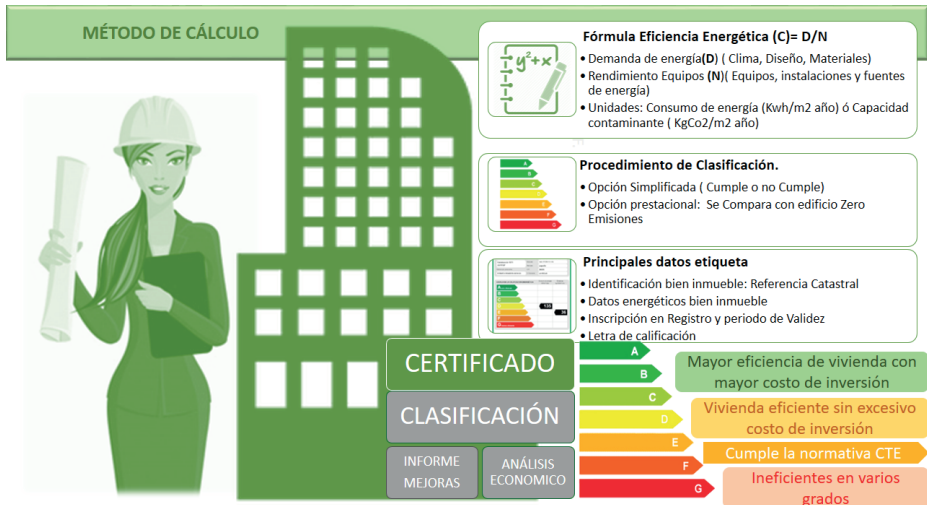 MÉTODO DE CÁLCULO
y²+x
Fórmula Eficiencia Energética (C)= D/N
• Demanda de energía(D) ( Clima, Diseño, Materiales)
• Rendimiento Equipos (N)( Equipos, instalaciones y fuentes
de energía)
• Unidades: Consumo de energía (Kwh/m2 año) ó Capacidad
contaminante ( KgCo2/m2 año)
A
B
C
D
E
F
G
Procedimiento de Clasificación.
• Opción Simplificada ( Cumple o no Cumple)
• Opción prestacional: Se Compara con edificio Zero
Emisiones
Principales datos etiqueta
• Identificación bien inmueble: Referencia Catastral
• Datos energéticos bien inmueble
• Inscripción en Registro y periodo de Validez
• Letra de calificación
CERTIFICADO
CLASIFICACIÓN
INFORME
MEJORAS
ANÁLISIS
ECONOMICO
A
B
C
D
E
F
G
Mayor eficiencia de vivienda con
mayor costo de inversión
Vivienda eficiente sin excesivo
costo de inversión
Cumple la normativa CTE
Ineficientes en varios
grados